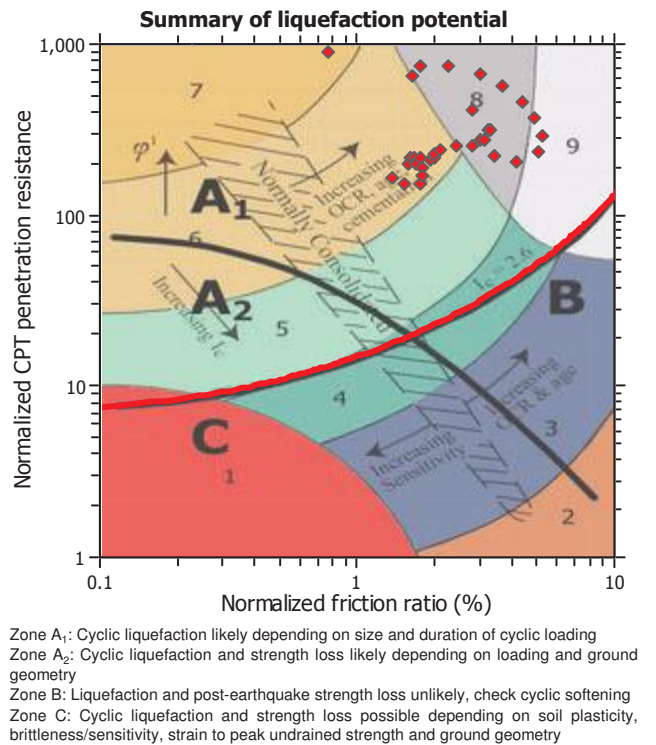 Summary of liquefaction potential
Normalized CPT penetration resistance
1,000
100
10
1
7
8
9
φ'
A1
Increasing
OCR, age
cementa
Normally Consolidated
6
A2
Increasing Ic
5
Ic = 2.6
B
4
C
1
Increasing
Sensitivity
Increasing
OCR & age
3
2
0.1
1
10
Normalized friction ratio (%)
Zone A1: Cyclic liquefaction likely depending on size and duration of cyclic loading
Zone A2: Cyclic liquefaction and strength loss likely depending on loading and ground
geometry
Zone B: Liquefaction and post-earthquake strength loss unlikely, check cyclic softening
Zone C: Cyclic liquefaction and strength loss possible depending on soil plasticity,
brittleness/sensitivity, strain to peak undrained strength and ground geometry